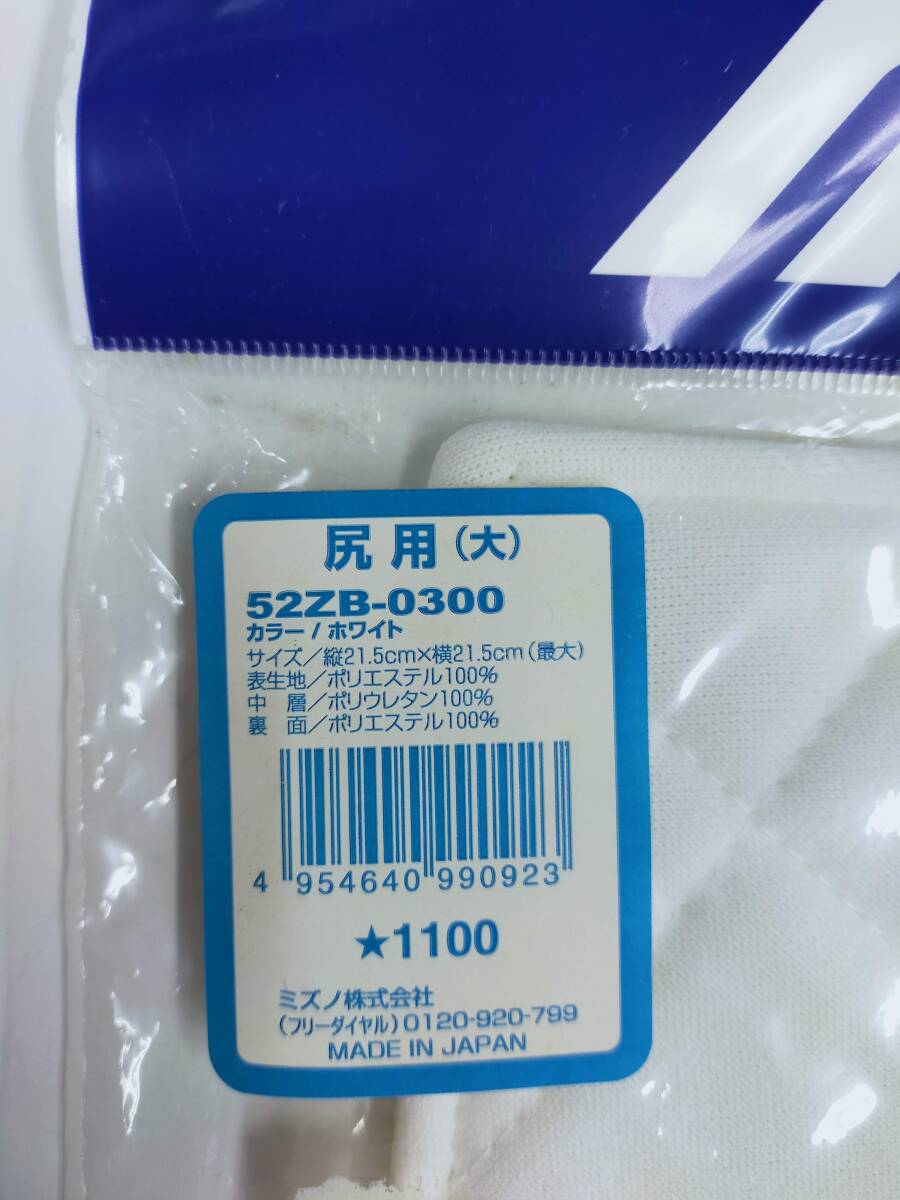 尻用(大)
52ZB-0300
カラー/ホワイト
サイズ/縦21.5cm×横21.5cm(最大)
表生地/ポリエステル100%
中 層/ポリウレタン100%
裏 面/ポリエステル100%
4 954640 990923
★1100
ミズノ株式会社
(フリーダイヤル)0120-920-799
MADE IN JAPAN